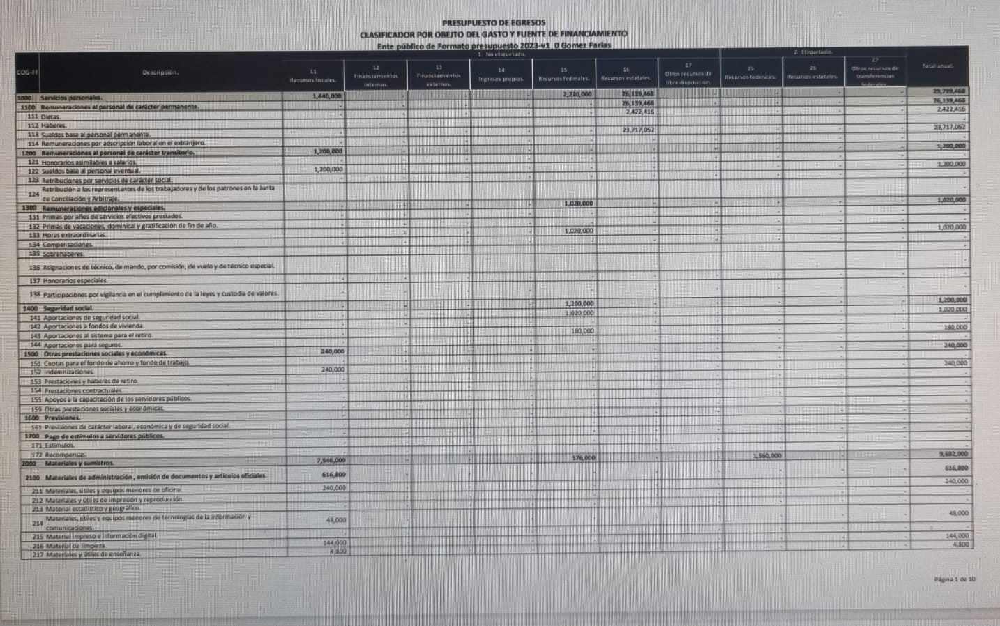 PRESUPUESTO DE EGRESOS
CLASIFICADOR POR OBEJTO DEL GASTO Y FUENTE DE FINANCIAMIENTO
Ente público de Formato presupuesto 2023-v1_0 Gomez Farias
1. No etiquetado. 2. Etiquetado.
COG-FF Descripción. 11 Recursos fiscales. 12 Financiamientos internos. 13 Financiamientos externos. 14 Ingresos propios. 15 Recursos federales. 16 Recursos estatales. 17 Otros recursos de libre disposición 25 Recursos federales. 26 Recursos estatales. 27 Otros recursos de transferencias federales Total anual.
1000 Servicios personales. 1,440,000 - - - 2,220,000 26,139,468 - - - - 29,799,468
1100 Remuneraciones al personal de carácter permanente. - - - - - 26,139,468 - - - - 26,139,468
111 Dietas. - - - - - 2,422,416 - - - - 2,422,416
112 Haberes. -
113 Sueldos base al personal permanente. - - - - - 23,717,052 - - - - 23,717,052
114 Remuneraciones por adscripción laboral en el extranjero. - - - - - - - - - - -
1200 Remuneraciones al personal de carácter transitorio. 1,200,000 - - - - - - - - - 1,200,000
121 Honorarios asimilables a salarios. - - - - - - - - - - -
122 Sueldos base al personal eventual. 1,200,000 - - - - - - - - - 1,200,000
123 Retribuciones por servicios de carácter social. - - - - - - - - - - -
124 Retribución a los representantes de los trabajadores y de los patrones en la Junta
de Conciliación y Arbitraje. -
1300 Remuneraciones adicionales y especiales. - - - - 1,020,000 - - - - - 1,020,000
131 Primas por años de servicios efectivos prestados. - - - - - - - - - - -
132 Primas de vacaciones, dominical y gratificación de fin de año. - - - - 1,020,000 - - - - - 1,020,000
133 Horas extraordinarias. - - - - - - - - - - -
134 Compensaciones. - - - - - - - - - - -
135 Sobrehaberes. -
136 Asignaciones de técnico, de mando, por comisión, de vuelo y de técnico especial. -
137 Honorarios especiales. - - - - - - - - - - -
138 Participaciones por vigilancia en el cumplimiento de la leyes y custodia de valores. - - - - - - - - - - -
1400 Seguridad social. - - - - 1,200,000 - - - - - 1,200,000
141 Aportaciones de seguridad social. - - - - 1,020,000 - - - - - 1,020,000
142 Aportaciones a fondos de vivienda. - - - - - - - - - - -
143 Aportaciones al sistema para el retiro. - - - - 180,000 - - - - - 180,000
144 Aportaciones para seguros. - - - - - - - - - - -
1500 Otras prestaciones sociales y económicas. 240,000 - - - - - - - - - 240,000
151 Cuotas para el fondo de ahorro y fondo de trabajo. - - - - - - - - - - -
152 Indemnizaciones. 240,000 - - - - - - - - - 240,000
153 Prestaciones y haberes de retiro. - - - - - - - - - - -
154 Prestaciones contractuales. - - - - - - - - - - -
155 Apoyos a la capacitación de los servidores públicos. - - - - - - - - - - -
159 Otras prestaciones sociales y económicas. - - - - - - - - - - -
1600 Previsiones. - - - - - - - - - - -
161 Previsiones de carácter laboral, económica y de seguridad social. - - - - - - - - - - -
1700 Pago de estímulos a servidores públicos. - - - - - - - - - - -
171 Estímulos. - - - - - - - - - - -
172 Recompensas. - - - - - - - - - - -
2000 Materiales y sumistros. 7,546,000 - - - 576,000 - - 1,560,000 - - 9,682,000
2100 Materiales de administración , emisión de documentos y artículos oficiales. 616,800 - - - - - - - - - 616,800
211 Materiales, útiles y equipos menores de oficina. 240,000 - - - - - - - - - 240,000
212 Materiales y útiles de impresión y reproducción. - - - - - - - - - - -
213 Material estadístico y geográfico. - - - - - - - - - - -
214 Materiales, útiles y equipos menores de tecnologías de la información y
comunicaciones. 48,000 - - - - - - - - - 48,000
215 Material impreso e información digital. - - - - - - - - - - -
216 Material de limpieza. 144,000 - - - - - - - - - 144,000
217 Materiales y útiles de enseñanza. 4,800 - - - - - - - - - 4,800
Página 1 de 10